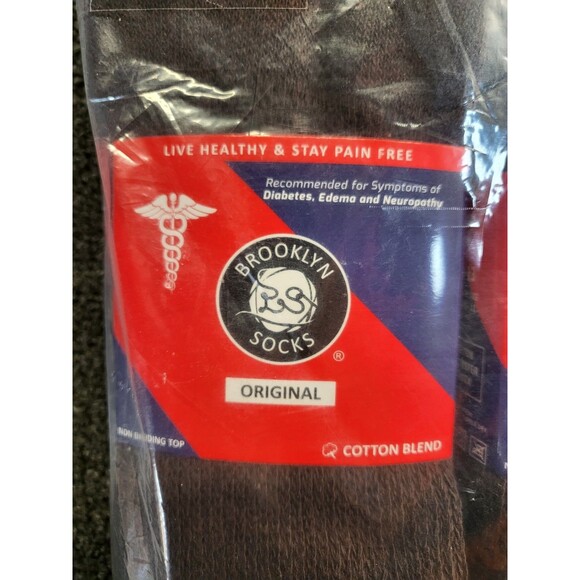 LIVE HEALTHY & STAY PAIN FREE
Recommended for Symptoms of
Diabetes, Edema and Neuropathy
BROOKLYN
SOCKS
®
ORIGINAL
NON BINDING TOP
COTTON BLEND